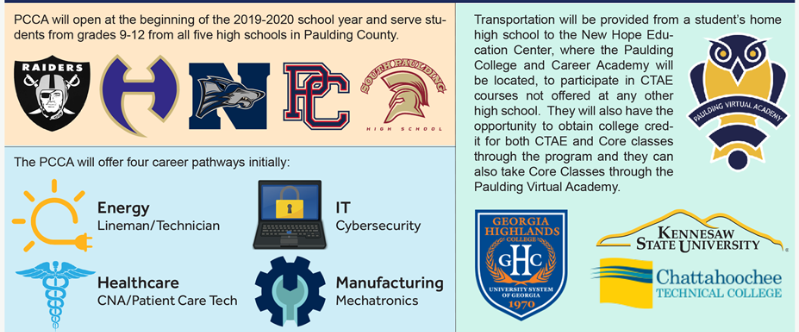 PCCA will open at the beginning of the 2019-2020 school year and serve stu-
dents from grades 9-12 from all five high schools in Paulding County.
RAIDERS
H
N
PC
SOUTH PAULDING
HIGH SCHOOL
The PCCA will offer four career pathways initially:
Energy
Lineman/Technician
IT
Cybersecurity
Healthcare
CNA/Patient Care Tech
Manufacturing
Mechatronics
Transportation will be provided from a student's home
high school to the New Hope Edu-
cation Center, where the Paulding
College and Career Academy will
be located, to participate in CTAE
courses not offered at any other
high school. They will also have the
opportunity to obtain college cred-
it for both CTAE and Core classes
through the program and they can
also take Core Classes through the
Paulding Virtual Academy.
PAULDING VIRTUAL ACADEMY
GEORGIA
HIGHLANDS
COLLEGE
GHC
UNIVERSITY SYSTEM
OF GEORGIA
1970
KENNESAW
STATE UNIVERSITY
Chattahoochee
TECHNICAL COLLEGE